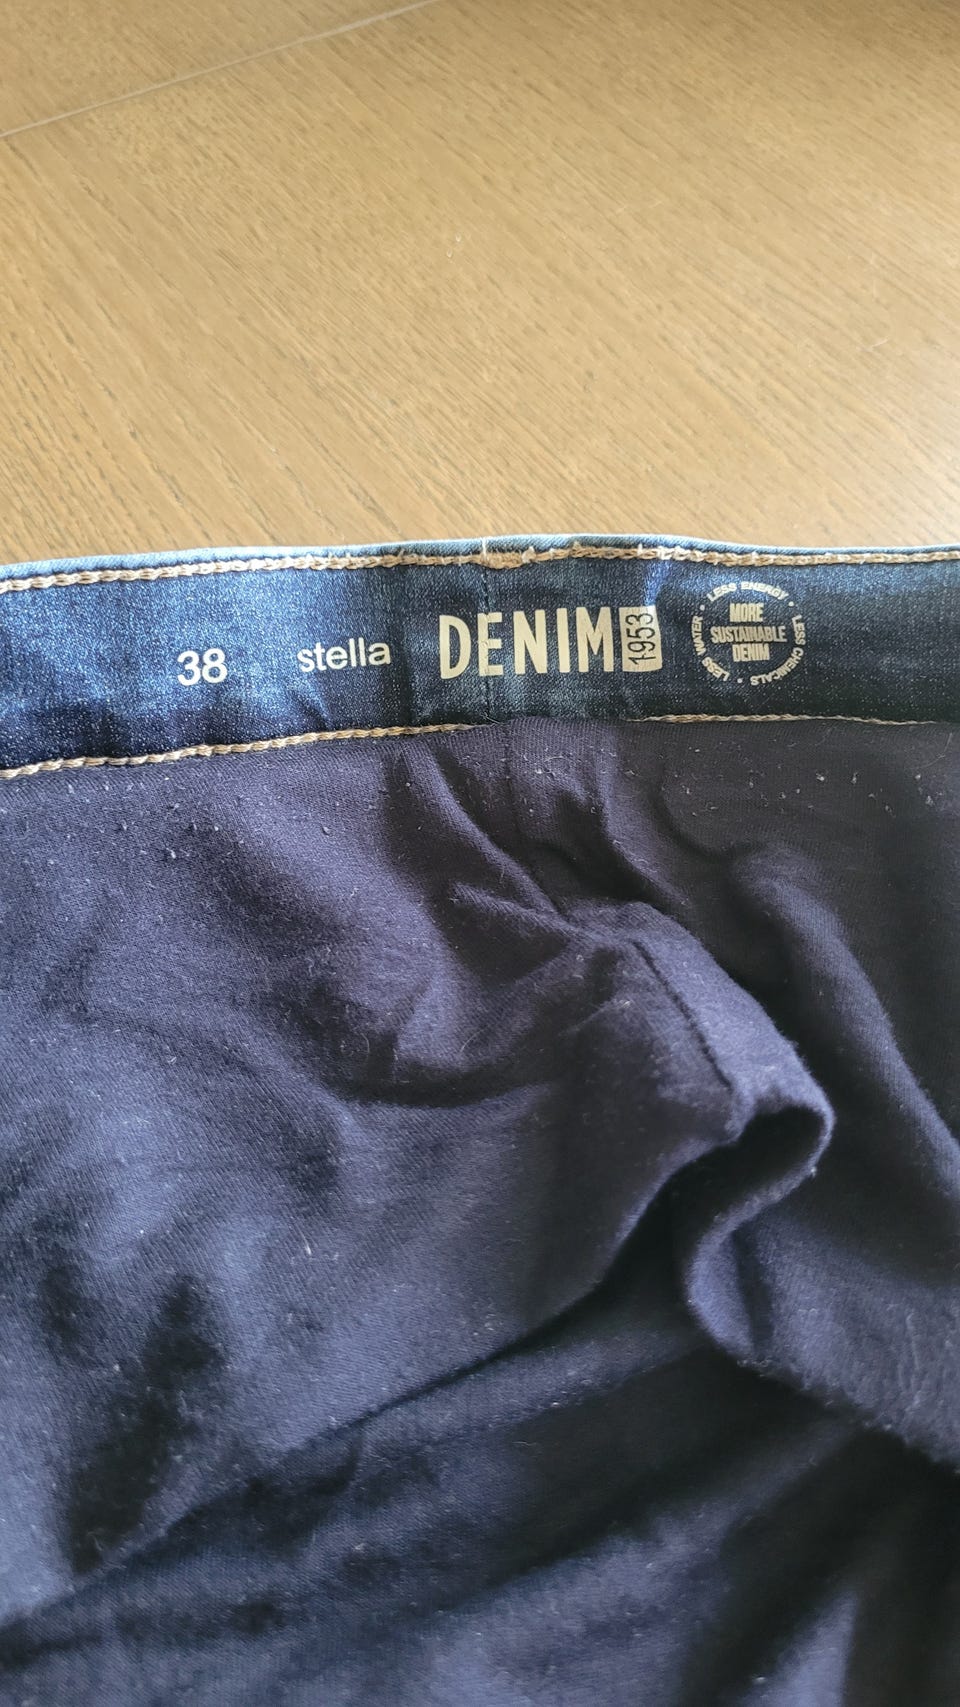 38 stella DENIM 1953
LESS ENERGY • LESS CHEMICALS • LESS WATER •
MORE
SUSTAINABLE
DENIM